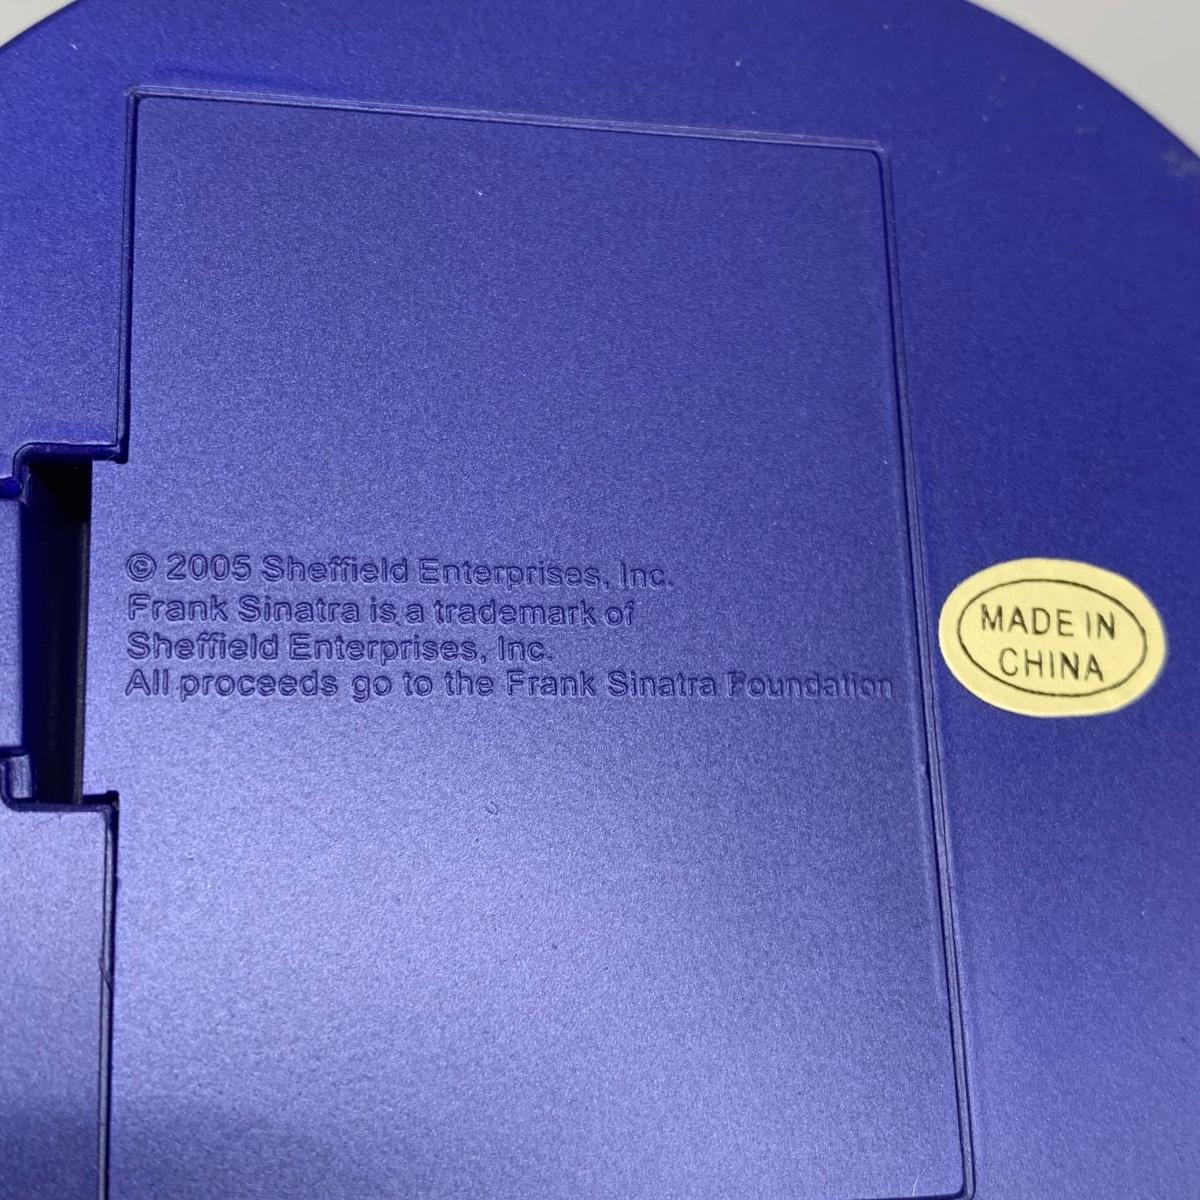 © 2005 Sheffield Enterprises, Inc.
Frank Sinatra is a trademark of
Sheffield Enterprises, Inc.
All proceeds go to the Frank Sinatra Foundation
MADE IN
CHINA